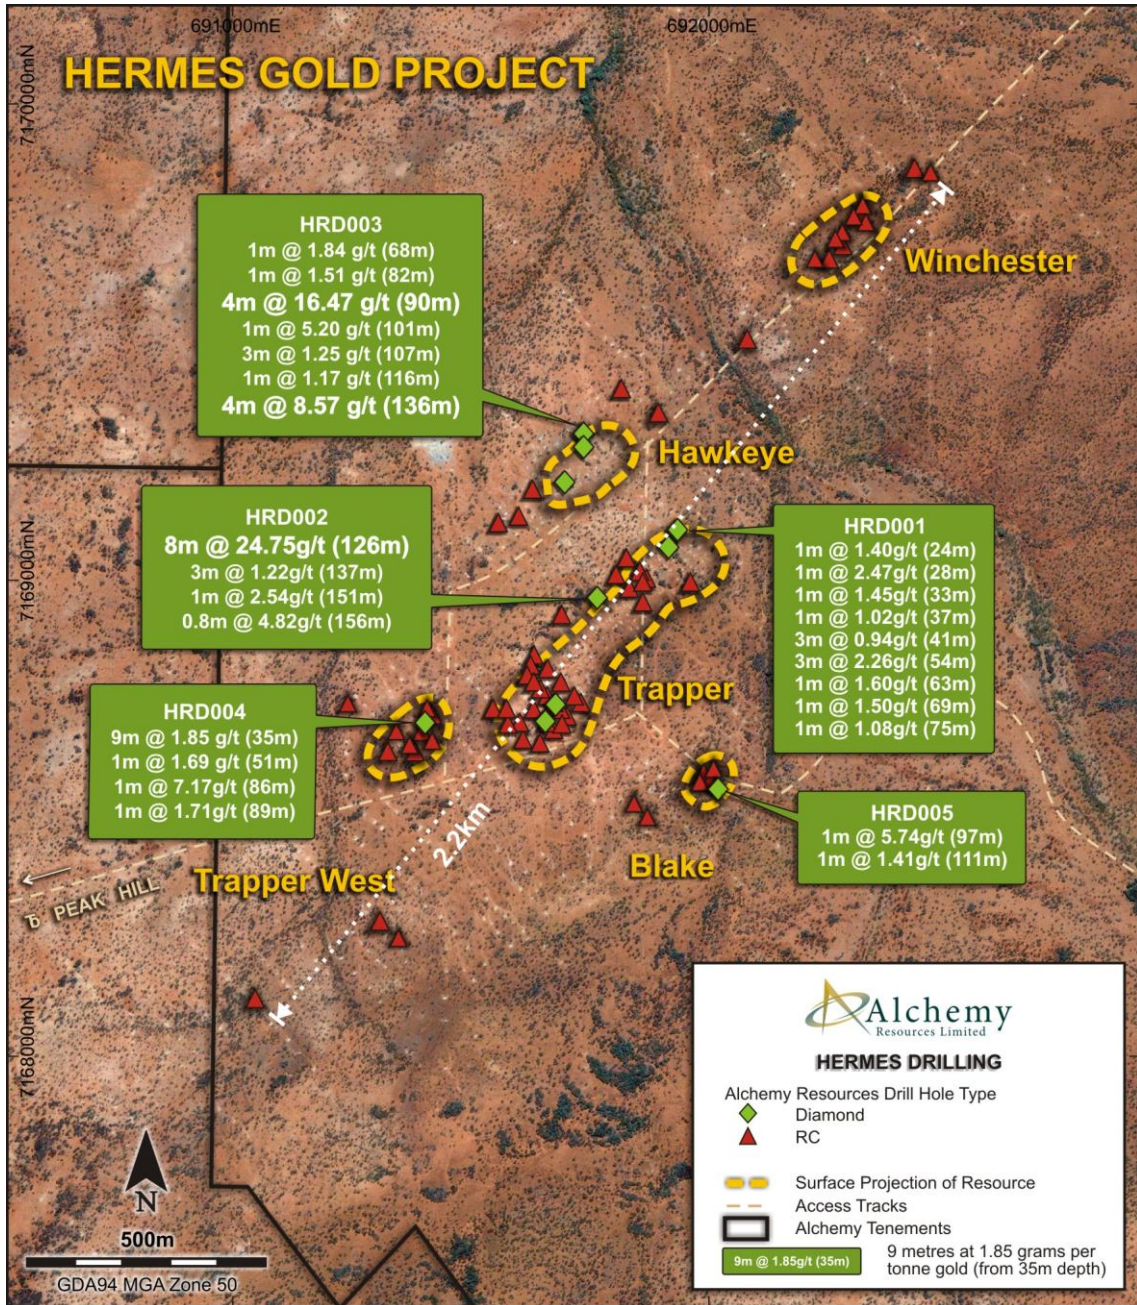 691000mE
692000mE
HERMES GOLD PROJECT
7170000mN
HRD003
1m @ 1.84 g/t (68m)
1m @ 1.51 g/t (82m)
4m @ 16.47 g/t (90m)
1m @ 5.20 g/t (101m)
3m @ 1.25 g/t (107m)
1m @ 1.17 g/t (116m)
4m @ 8.57 g/t (136m)
Winchester
Hawkeye
HRD002
8m @ 24.75g/t (126m)
3m @ 1.22g/t (137m)
1m @ 2.54g/t (151m)
0.8m @ 4.82g/t (156m)
HRD001
1m @ 1.40g/t (24m)
1m @ 2.47g/t (28m)
1m @ 1.45g/t (33m)
1m @ 1.02g/t (37m)
3m @ 0.94g/t (41m)
3m @ 2.26g/t (54m)
1m @ 1.60g/t (63m)
1m @ 1.50g/t (69m)
1m @ 1.08g/t (75m)
7169000mN
Trapper
HRD004
9m @ 1.85 g/t (35m)
1m @ 1.69 g/t (51m)
1m @ 7.17g/t (86m)
1m @ 1.71g/t (89m)
HRD005
1m @ 5.74g/t (97m)
1m @ 1.41g/t (111m)
2.2km
Blake
Trapper West
To PEAK HILL
7168000mN
N
500m
GDA94 MGA Zone 50
Alchemy
Resources Limited
HERMES DRILLING
Alchemy Resources Drill Hole Type
Diamond
RC
Surface Projection of Resource
Access Tracks
Alchemy Tenements
9m @ 1.85g/t (35m)
9 metres at 1.85 grams per
tonne gold (from 35m depth)